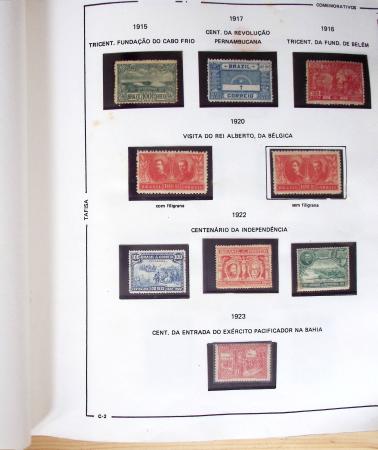 COMEMORATIVOS
1915
TRICENT. FUNDAÇÃO DO CABO FRIO
1917
CENT. DA REVOLUÇÃO
PERNAMBUCANA
1916
TRICENT. DA FUND. DE BELÉM
BRAZIL
CORREIO
1920
VISITA DO REI ALBERTO, DA BÉLGICA
com filigrana
sem filigrana
1922
CENTENÁRIO DA INDEPENDÊNCIA
100
100
1923
CENT. DA ENTRADA DO EXÉRCITO PACIFICADOR NA BAHIA
TAFISA
C-2